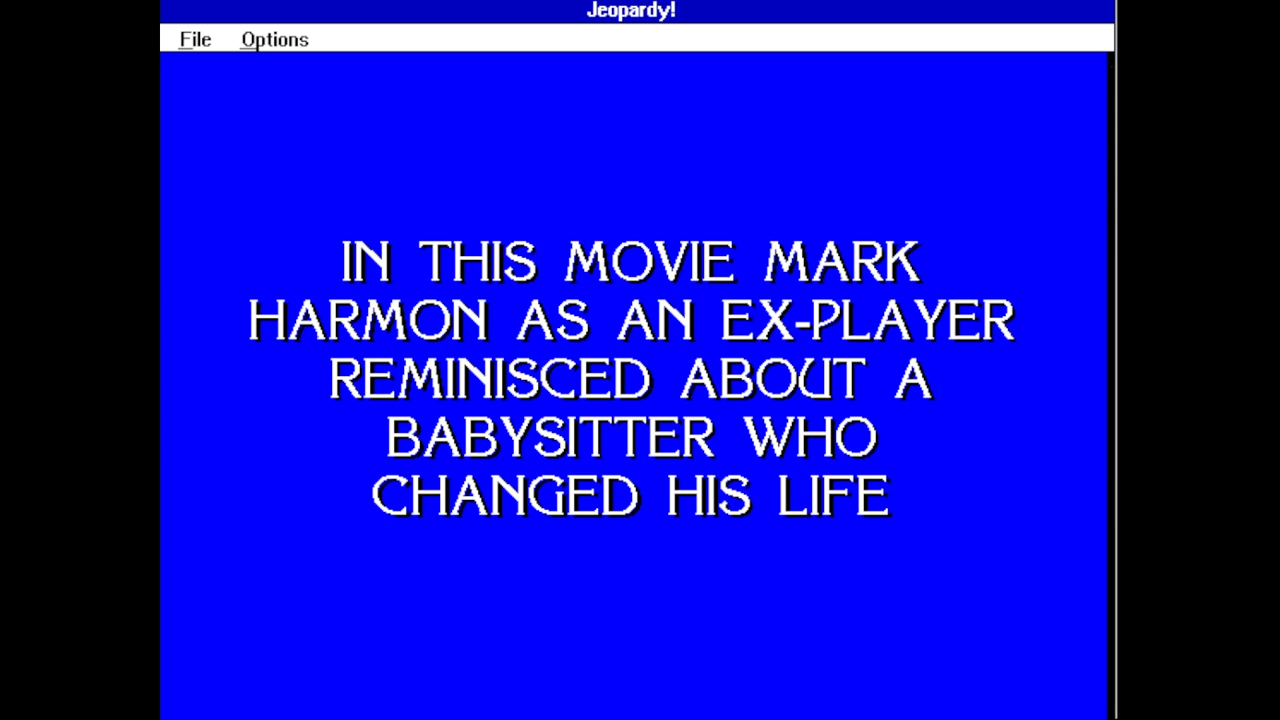 Jeopardy!
File Options
IN THIS MOVIE MARK
HARMON AS AN EX-PLAYER
REMINISCED ABOUT A
BABYSITTER WHO
CHANGED HIS LIFE